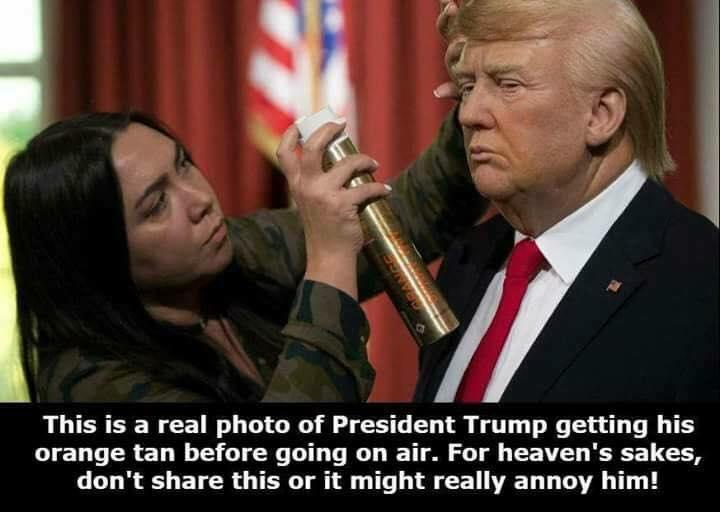 ORANGE
This is a real photo of President Trump getting his
orange tan before going on air. For heaven's sakes,
don't share this or it might really annoy him!